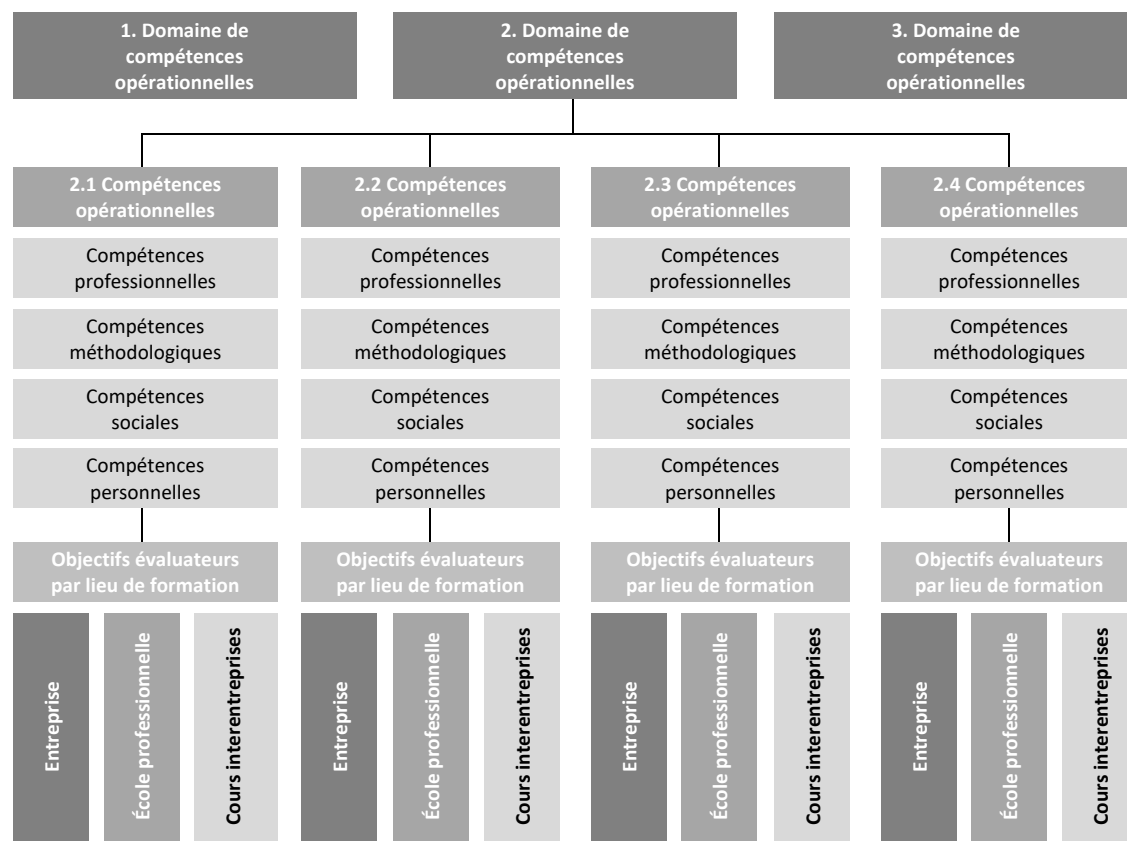 1. Domaine de
compétences
opérationnelles
2. Domaine de
compétences
opérationnelles
3. Domaine de
compétences
opérationnelles
2.1 Compétences
opérationnelles
2.2 Compétences
opérationnelles
2.3 Compétences
opérationnelles
2.4 Compétences
opérationnelles
Compétences
professionnelles
Compétences
professionnelles
Compétences
professionnelles
Compétences
professionnelles
Compétences
méthodologiques
Compétences
méthodologiques
Compétences
méthodologiques
Compétences
méthodologiques
Compétences
sociales
Compétences
sociales
Compétences
sociales
Compétences
sociales
Compétences
personnelles
Compétences
personnelles
Compétences
personnelles
Compétences
personnelles
Objectifs évaluateurs
par lieu de formation
Objectifs évaluateurs
par lieu de formation
Objectifs évaluateurs
par lieu de formation
Objectifs évaluateurs
par lieu de formation
Entreprise
École professionnelle
Cours interentreprises
Entreprise
École professionnelle
Cours interentreprises
Entreprise
École professionnelle
Cours interentreprises
Entreprise
École professionnelle
Cours interentreprises